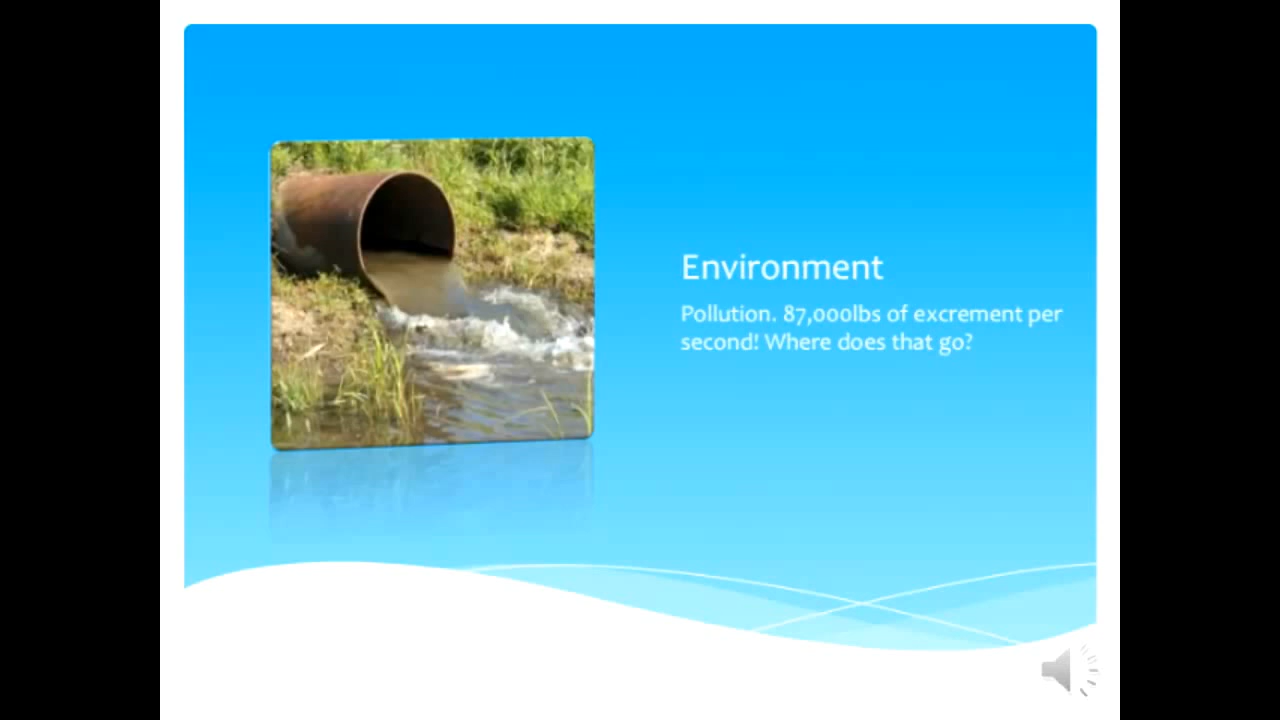 Environment
Pollution. 87,000lbs of excrement per
second! Where does that go?